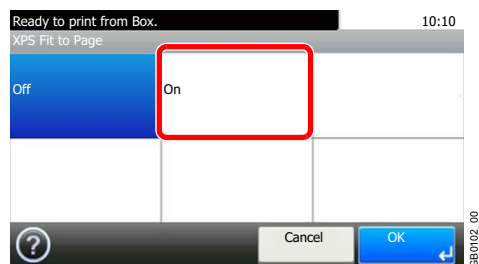 Ready to print from Box. 10:10
XPS Fit to Page
Off On
? Cancel OK
GB0102_00